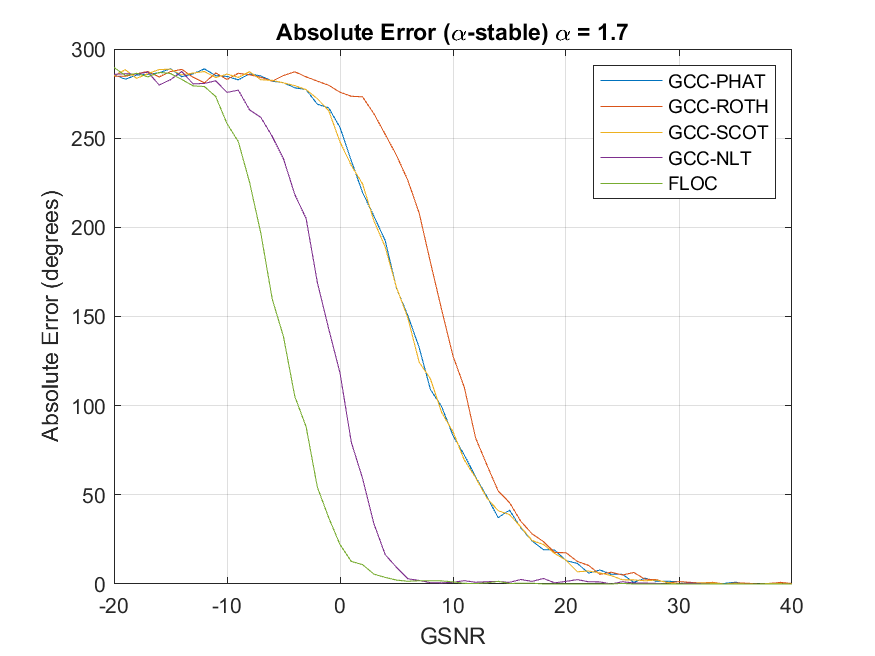 Absolute Error (α-stable) α = 1.7
300
250
200
150
100
50
0
Absolute Error (degrees)
-20
-10
0
10
20
30
40
GSNR
GCC-PHAT
GCC-ROTH
GCC-SCOT
GCC-NLT
FLOC